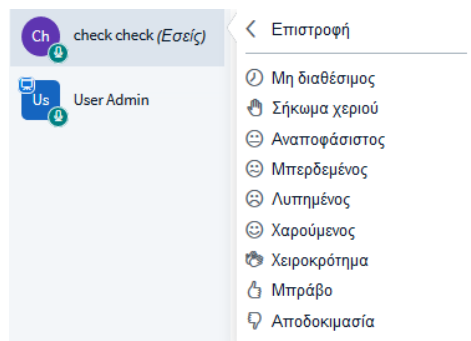 Ch check check (Εσείς)
Us User Admin
Επιστροφή
Μη διαθέσιμος
Σήκωμα χεριού
Αναποφάσιστος
Μπερδεμένος
Λυπημένος
Χαρούμενος
Χειροκρότημα
Μπράβο
Αποδοκιμασία